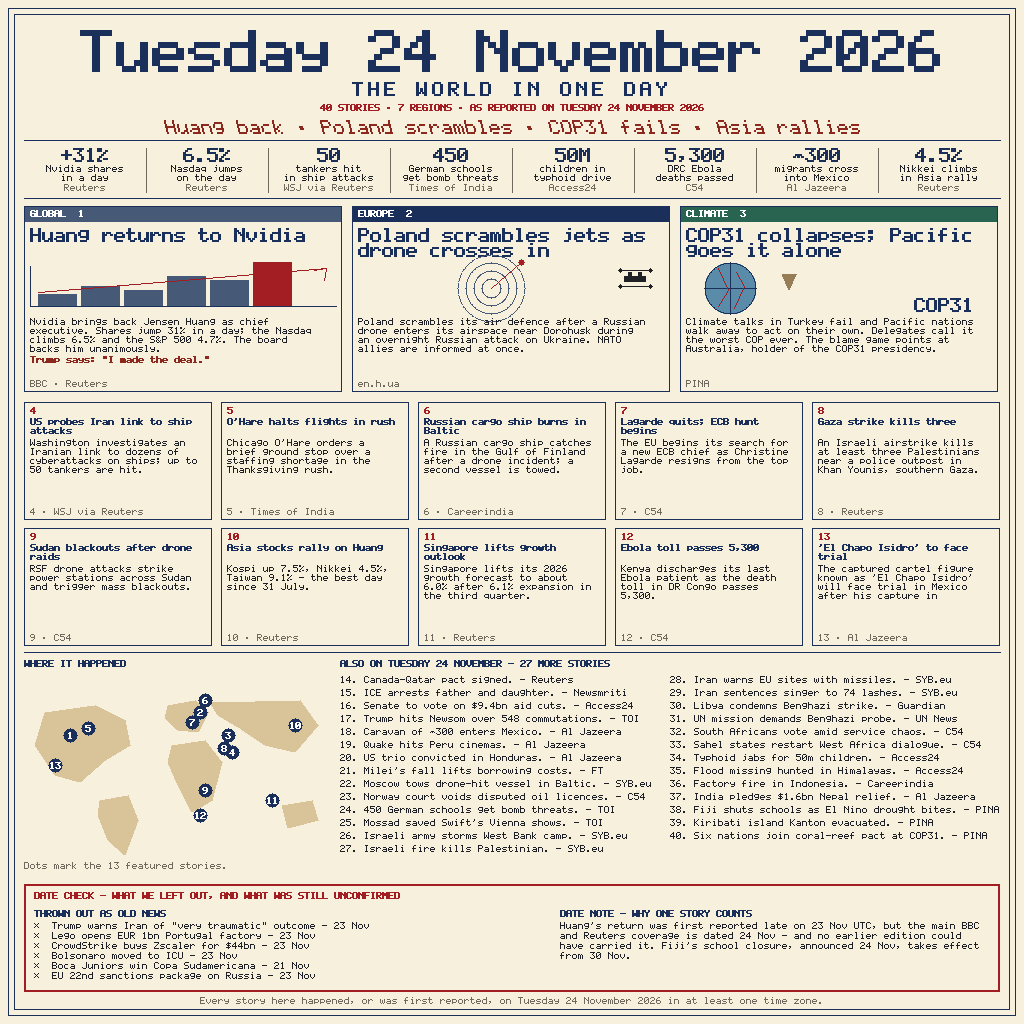 Tuesday 24 November 2026
THE WORLD IN ONE DAY
40 STORIES · 7 REGIONS · AS REPORTED ON TUESDAY 24 NOVEMBER 2026
Huang back · Poland scrambles · COP31 fails · Asia rallies
+31%
Nvidia shares
in a day
Reuters
6.5%
Nasdaq jumps
on the day
Reuters
50
tankers hit
in ship attacks
WSJ via Reuters
450
German schools
get bomb threats
Times of India
50M
children in
typhoid drive
Access24
5,300
DRC Ebola
deaths passed
C54
~300
migrants cross
into Mexico
Al Jazeera
4.5%
Nikkei climbs
in Asia rally
Reuters
GLOBAL 1
Huang returns to Nvidia
Nvidia brings back Jensen Huang as chief
executive. Shares jump 31% in a day; the Nasdaq
climbs 6.5% and the S&P 500 4.7%. The board
backs him unanimously.
Trump says: "I made the deal."
BBC · Reuters
EUROPE 2
Poland scrambles jets as
drone crosses in
Poland scrambles its air defence after a Russian
drone enters its airspace near Dorohusk during
an overnight Russian attack on Ukraine. NATO
allies are informed at once.
en.h.ua
CLIMATE 3
COP31 collapses; Pacific
goes it alone
COP31
Climate talks in Turkey fail and Pacific nations
walk away to act on their own. Delegates call it
the worst COP ever. The blame game points at
Australia, holder of the COP31 presidency.
PINA
4
US probes Iran link to ship
attacks
Washington investigates an
Iranian link to dozens of
cyberattacks on ships; up to
50 tankers are hit.
4 · WSJ via Reuters
5
O'Hare halts flights in rush
Chicago O'Hare orders a
brief ground stop over a
staffing shortage in the
Thanksgiving rush.
5 · Times of India
6
Russian cargo ship burns in
Baltic
A Russian cargo ship catches
fire in the Gulf of Finland
after a drone incident; a
second vessel is towed.
6 · Careerindia
7
Lagarde quits; ECB hunt
begins
The EU begins its search for
a new ECB chief as Christine
Lagarde resigns from the top
job.
7 · C54
8
Gaza strike kills three
An Israeli airstrike kills
at least three Palestinians
near a police outpost in
Khan Younis, southern Gaza.
8 · Reuters
9
Sudan blackouts after drone
raids
RSF drone attacks strike
power stations across Sudan
and trigger mass blackouts.
9 · C54
10
Asia stocks rally on Huang
Kospi up 7.5%, Nikkei 4.5%,
Taiwan 9.1% — the best day
since 31 July.
10 · Reuters
11
Singapore lifts growth
outlook
Singapore lifts its 2026
growth forecast to about
6.0% after 6.1% expansion in
the third quarter.
11 · Reuters
12
Ebola toll passes 5,300
Kenya discharges its last
Ebola patient as the death
toll in DR Congo passes
5,300.
12 · C54
13
'El Chapo Isidro' to face
trial
The captured cartel figure
known as 'El Chapo Isidro'
will face trial in Mexico
after his capture in
13 · Al Jazeera
WHERE IT HAPPENED
6
2
7
5
1
3
8
4
10
13
9
11
12
Dots mark the 13 featured stories.
ALSO ON TUESDAY 24 NOVEMBER — 27 MORE STORIES
14. Canada-Qatar pact signed. — Reuters
15. ICE arrests father and daughter. — Newsmriti
16. Senate to vote on $9.4bn aid cuts. — Access24
17. Trump hits Newsom over 548 commutations. — TOI
18. Caravan of ~300 enters Mexico. — Al Jazeera
19. Quake hits Peru cinemas. — Al Jazeera
20. US trio convicted in Honduras. — Al Jazeera
21. Milei's fall lifts borrowing costs. — FT
22. Moscow tows drone-hit vessel in Baltic. — SYB.eu
23. Norway court voids disputed oil licences. — C54
24. 450 German schools get bomb threats. — TOI
25. Mossad saved Swift's Vienna shows. — TOI
26. Israeli army storms West Bank camp. — SYB.eu
27. Israeli fire kills Palestinian. — SYB.eu
28. Iran warns EU sites with missiles. — SYB.eu
29. Iran sentences singer to 74 lashes. — SYB.eu
30. Libya condemns Benghazi strike. — Guardian
31. UN mission demands Benghazi probe. — UN News
32. South Africans vote amid service chaos. — C54
33. Sahel states restart West Africa dialogue. — C54
34. Typhoid jabs for 50m children. — Access24
35. Flood missing hunted in Himalayas. — Access24
36. Factory fire in Indonesia. — Careerindia
37. India pledges $1.6bn Nepal relief. — Al Jazeera
38. Fiji shuts schools as El Nino drought bites. — PINA
39. Kiribati island Kanton evacuated. — PINA
40. Six nations join coral-reef pact at COP31. — PINA
DATE CHECK — WHAT WE LEFT OUT, AND WHAT WAS STILL UNCONFIRMED
THROWN OUT AS OLD NEWS
× Trump warns Iran of "very traumatic" outcome — 23 Nov
× Lego opens EUR 1bn Portugal factory — 23 Nov
× CrowdStrike buys Zscaler for $44bn — 23 Nov
× Bolsonaro moved to ICU — 23 Nov
× Boca Juniors win Copa Sudamericana — 21 Nov
× EU 22nd sanctions package on Russia — 23 Nov
DATE NOTE — WHY ONE STORY COUNTS
Huang's return was first reported late on 23 Nov UTC, but the main BBC
and Reuters coverage is dated 24 Nov — and no earlier edition could
have carried it. Fiji's school closure, announced 24 Nov, takes effect
from 30 Nov.
Every story here happened, or was first reported, on Tuesday 24 November 2026 in at least one time zone.